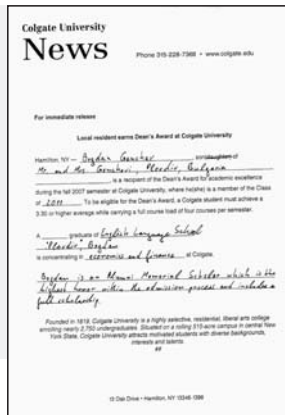 Colgate University
News
Phone 315-228-7366 • www.colgate.edu
For immediate release
Local resident earns Dean's Award at Colgate University
Hamilton, NY — Bogdan son/daughter of
Mr. and Mrs. Plovdiv, Bulgaria
is a recipient of the Dean's Award for academic excellence
during the fall 2007 semester at Colgate University, where he(she) is a member of the Class
of 2011 To be eligible for the Dean's Award, a Colgate student must achieve a
3.30 or higher average while carrying a full course load of four courses per semester.
A graduate of English Language School
"Plovdiv, Bogdan
is concentrating in economics and finance at Colgate.
Bogdan is an Alumni Memorial Scholar which is the
highest honor within the admission process and includes a
full scholarship.
Founded in 1819, Colgate University is a highly selective, residential, liberal arts college
enrolling nearly 2,750 undergraduates. Situated on a rolling 515-acre campus in central New
York State, Colgate University attracts motivated students with diverse backgrounds,
interests and talents.
##
13 Oak Drive • Hamilton, NY 13346-1398